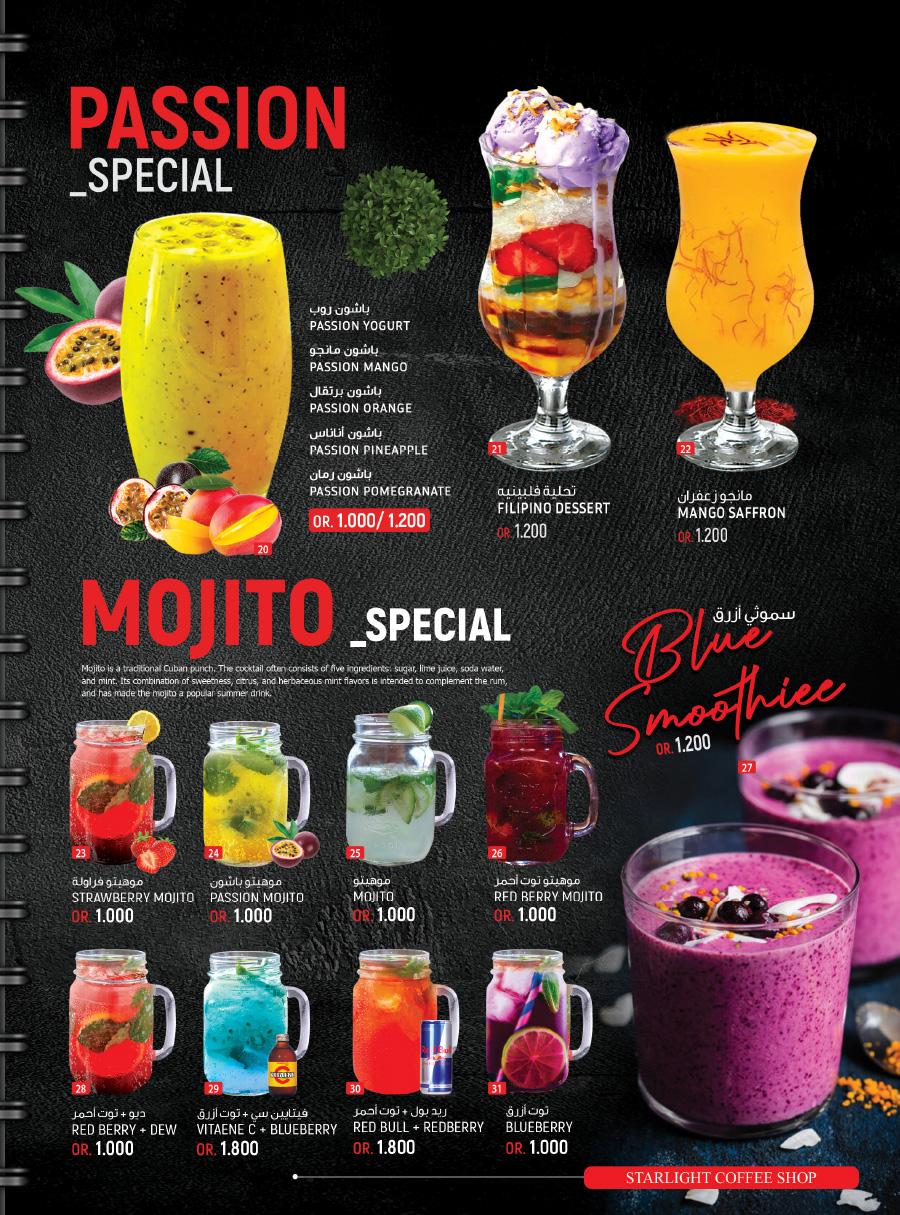 PASSION
_SPECIAL
باشون روب
PASSION YOGURT
باشون مانجو
PASSION MANGO
باشون برتقال
PASSION ORANGE
باشون أناناس
PASSION PINEAPPLE
باشون رمان
PASSION POMEGRANATE
OR. 1.000/ 1.200
20
21
تحلية فلبينيه
FILIPINO DESSERT
OR. 1.200
22
مانجو زعفران
MANGO SAFFRON
OR. 1.200
MOJITO _SPECIAL
Mojito is a traditional Cuban punch. The cocktail often consists of five ingredients: sugar, lime juice, soda water,
and mint. Its combination of sweetness, citrus, and herbaceous mint flavors is intended to complement the rum,
and has made the mojito a popular summer drink.
سموثي أزرق
Blue
Smoothiee
OR. 1.200
27
23
موهيتو فراولة
STRAWBERRY MOJITO
OR. 1.000
24
موهيتو باشون
PASSION MOJITO
OR. 1.000
25
موهيتو
MOJITO
OR. 1.000
26
موهيتو توت أحمر
RED BERRY MOJITO
OR. 1.000
28
ديو + توت أحمر
RED BERRY + DEW
OR. 1.000
29
فيتايين سي + توت أزرق
VITAENE C + BLUEBERRY
OR. 1.800
Red Bull
30
ريد بول + توت أحمر
RED BULL + REDBERRY
OR. 1.800
31
توت أزرق
BLUEBERRY
OR. 1.000
STARLIGHT COFFEE SHOP